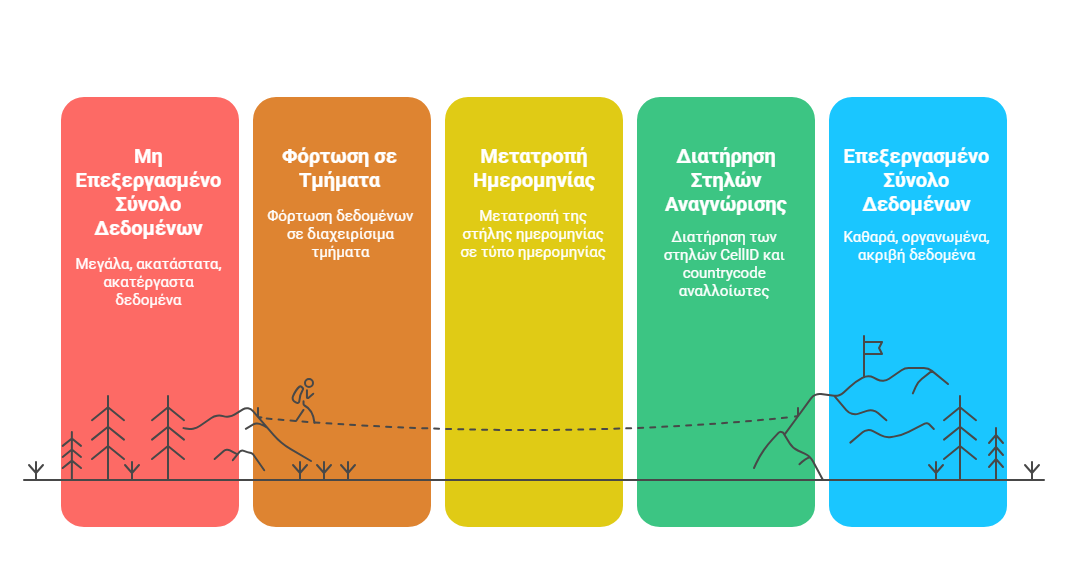 Μη
Επεξεργασμένο
Σύνολο
Δεδομένων
Μεγάλα, ακατάστατα,
ακατέργαστα
δεδομένα
Φόρτωση σε
Τμήματα
Φόρτωση δεδομένων
σε διαχειρίσιμα
τμήματα
Μετατροπή
Ημερομηνίας
Μετατροπή της
στήλης ημερομηνίας
σε τύπο ημερομηνίας
Διατήρηση
Στηλών
Αναγνώρισης
Διατήρηση των
στηλών CellID και
countrycode
αναλλοίωτες
Επεξεργασμένο
Σύνολο
Δεδομένων
Καθαρά, οργανωμένα,
ακριβή δεδομένα